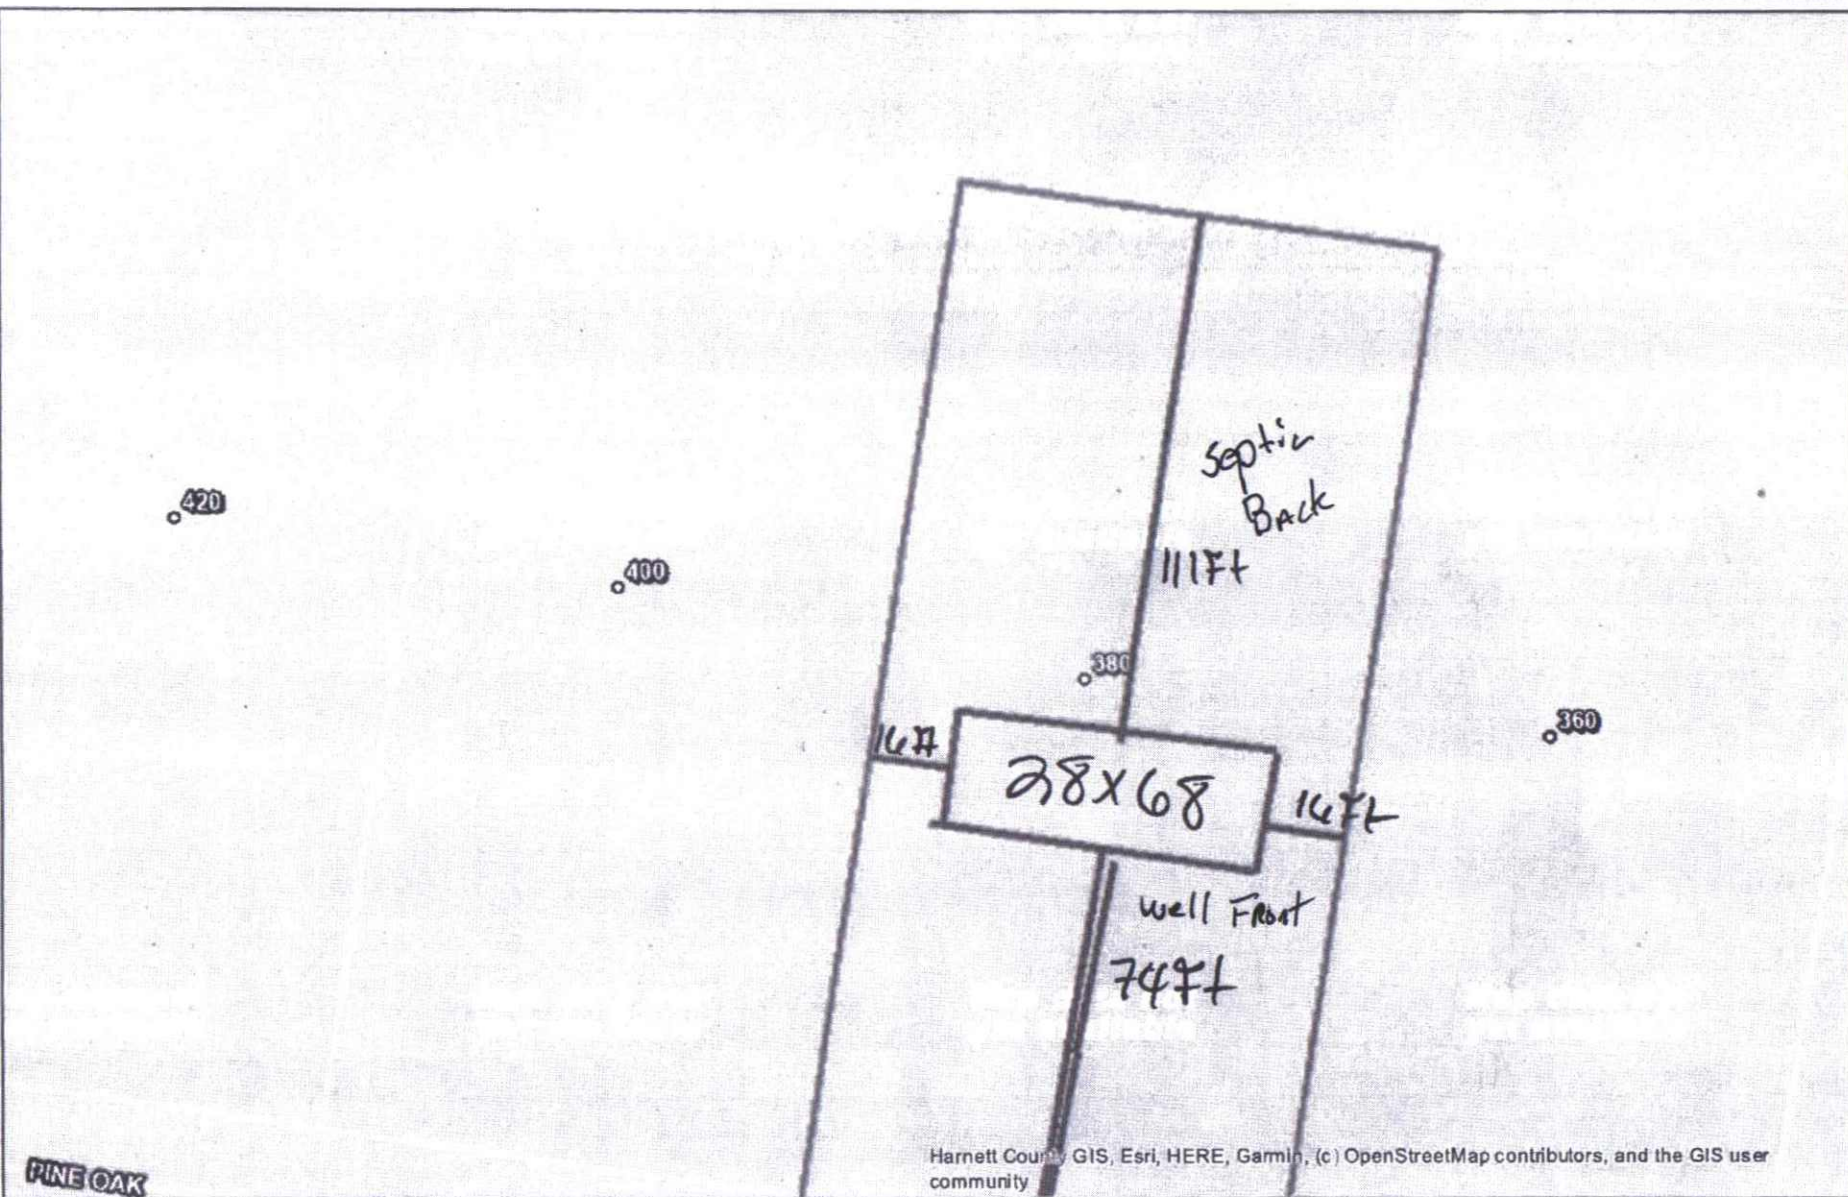 septic
Back
420
111Ft
400
380
360
16Ft
28x68
16Ft
well Front
74Ft
Harnett County GIS, Esri, HERE, Garmin, (c) OpenStreetMap contributors, and the GIS user
community
PINE OAK